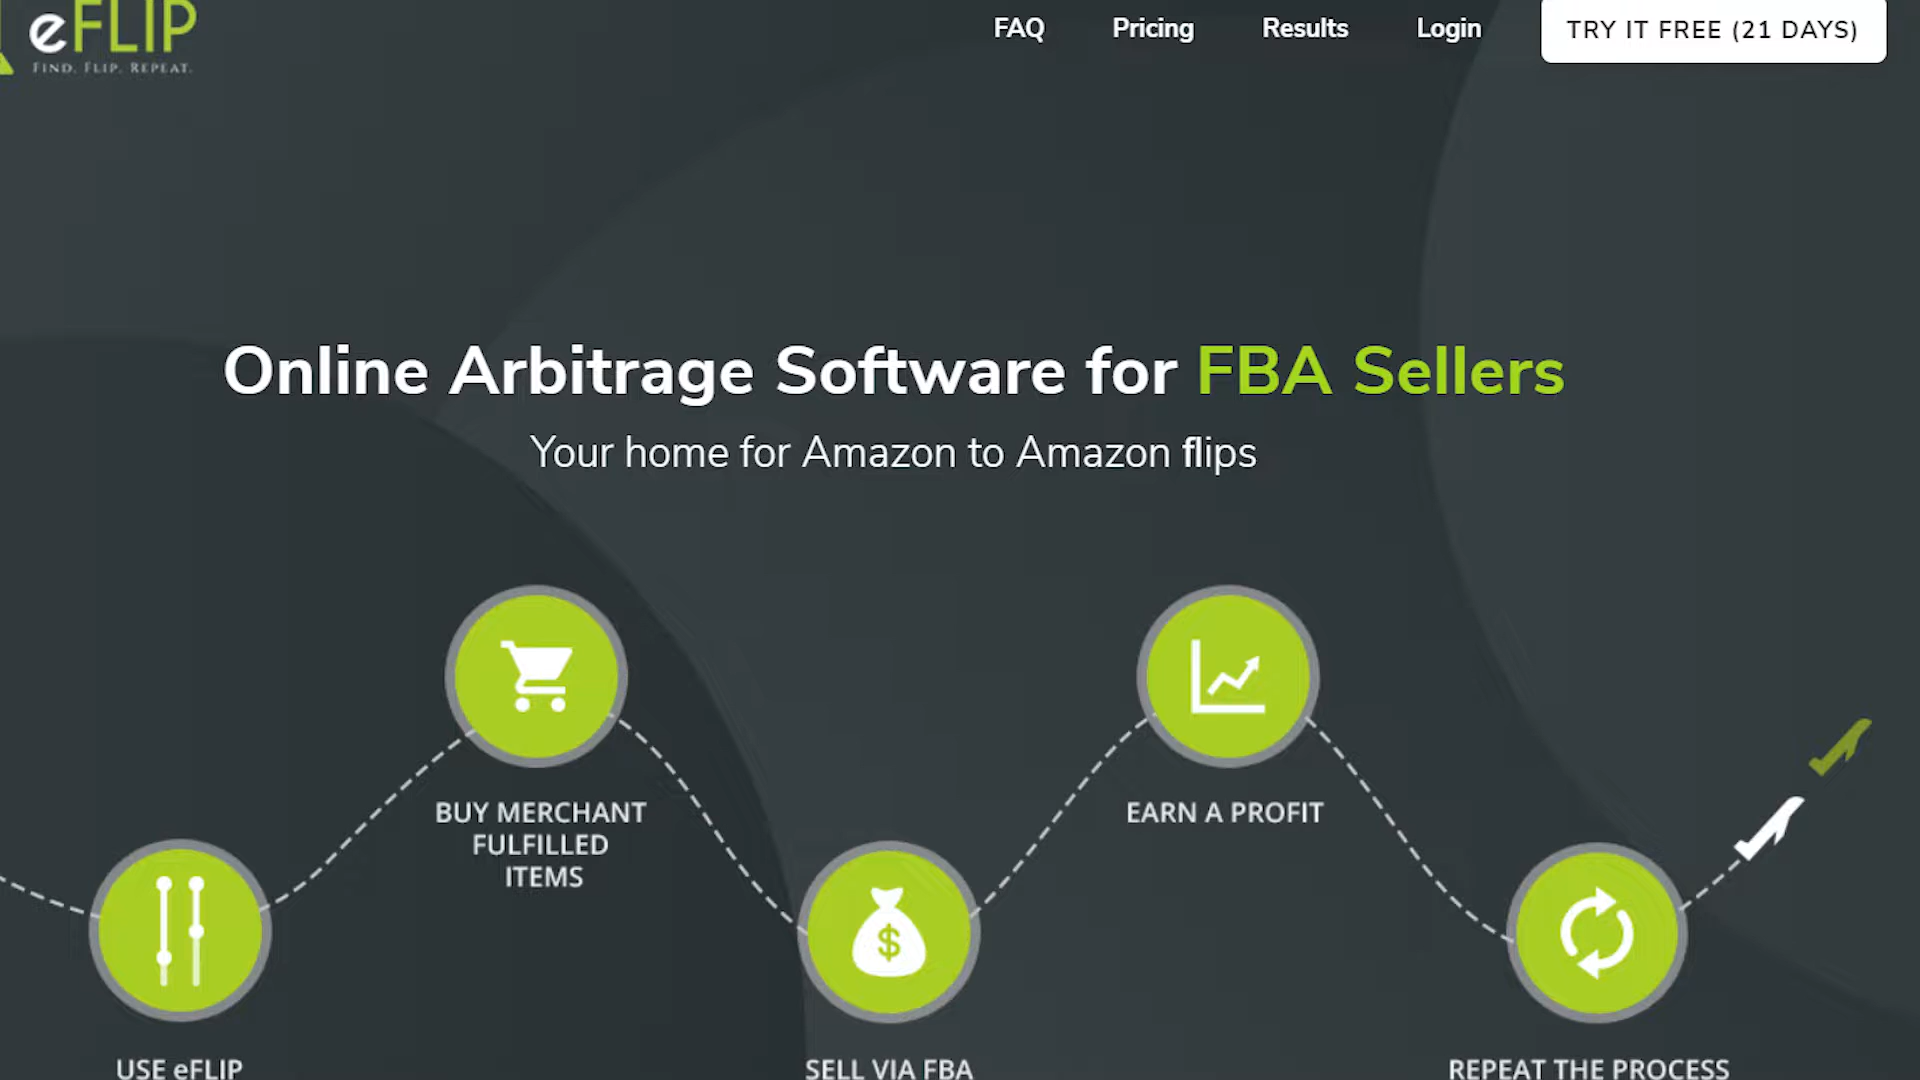 eFLIP
FIND. FLIP. REPEAT.
FAQ
Pricing
Results
Login
TRY IT FREE (21 DAYS)
Online Arbitrage Software for FBA Sellers
Your home for Amazon to Amazon flips
BUY MERCHANT
FULFILLED
ITEMS
EARN A PROFIT
$
USE eFLIP
SELL VIA FBA
REPEAT THE PROCESS